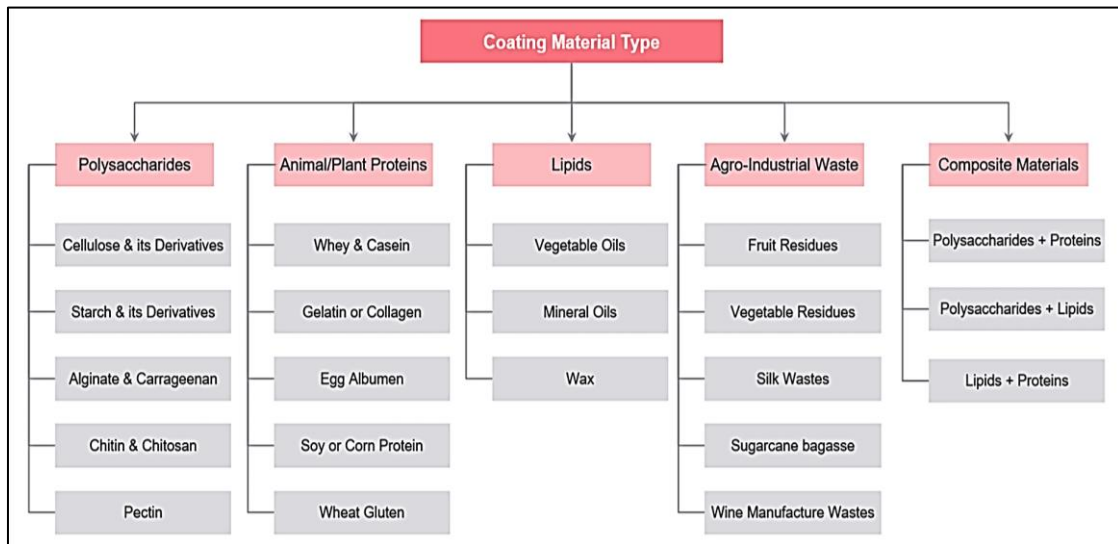 Coating Material Type
Polysaccharides
Cellulose & its Derivatives
Starch & its Derivatives
Alginate & Carrageenan
Chitin & Chitosan
Pectin
Animal/Plant Proteins
Whey & Casein
Gelatin or Collagen
Egg Albumen
Soy or Corn Protein
Wheat Gluten
Lipids
Vegetable Oils
Mineral Oils
Wax
Agro-Industrial Waste
Fruit Residues
Vegetable Residues
Silk Wastes
Sugarcane bagasse
Wine Manufacture Wastes
Composite Materials
Polysaccharides + Proteins
Polysaccharides + Lipids
Lipids + Proteins